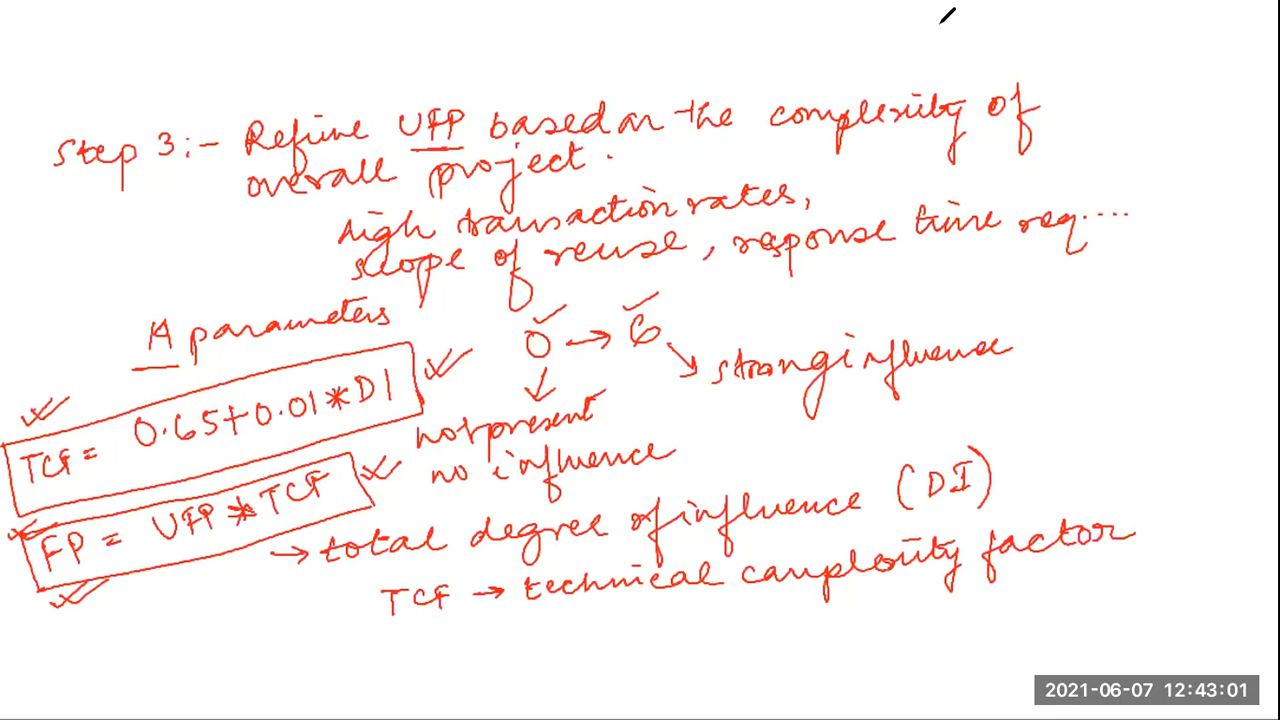 Step 3:- Refine UFP based on the complexity of
overall project.
high transaction rates,
scope of reuse, response time req....
14 parameters
0 → 6
strong influence
TCF = 0.65+0.01*DI
not present
no influence
FP = UFP * TCF
→ total degree of influence (DI)
TCF → technical complexity factor
2021-06-07 12:43:01